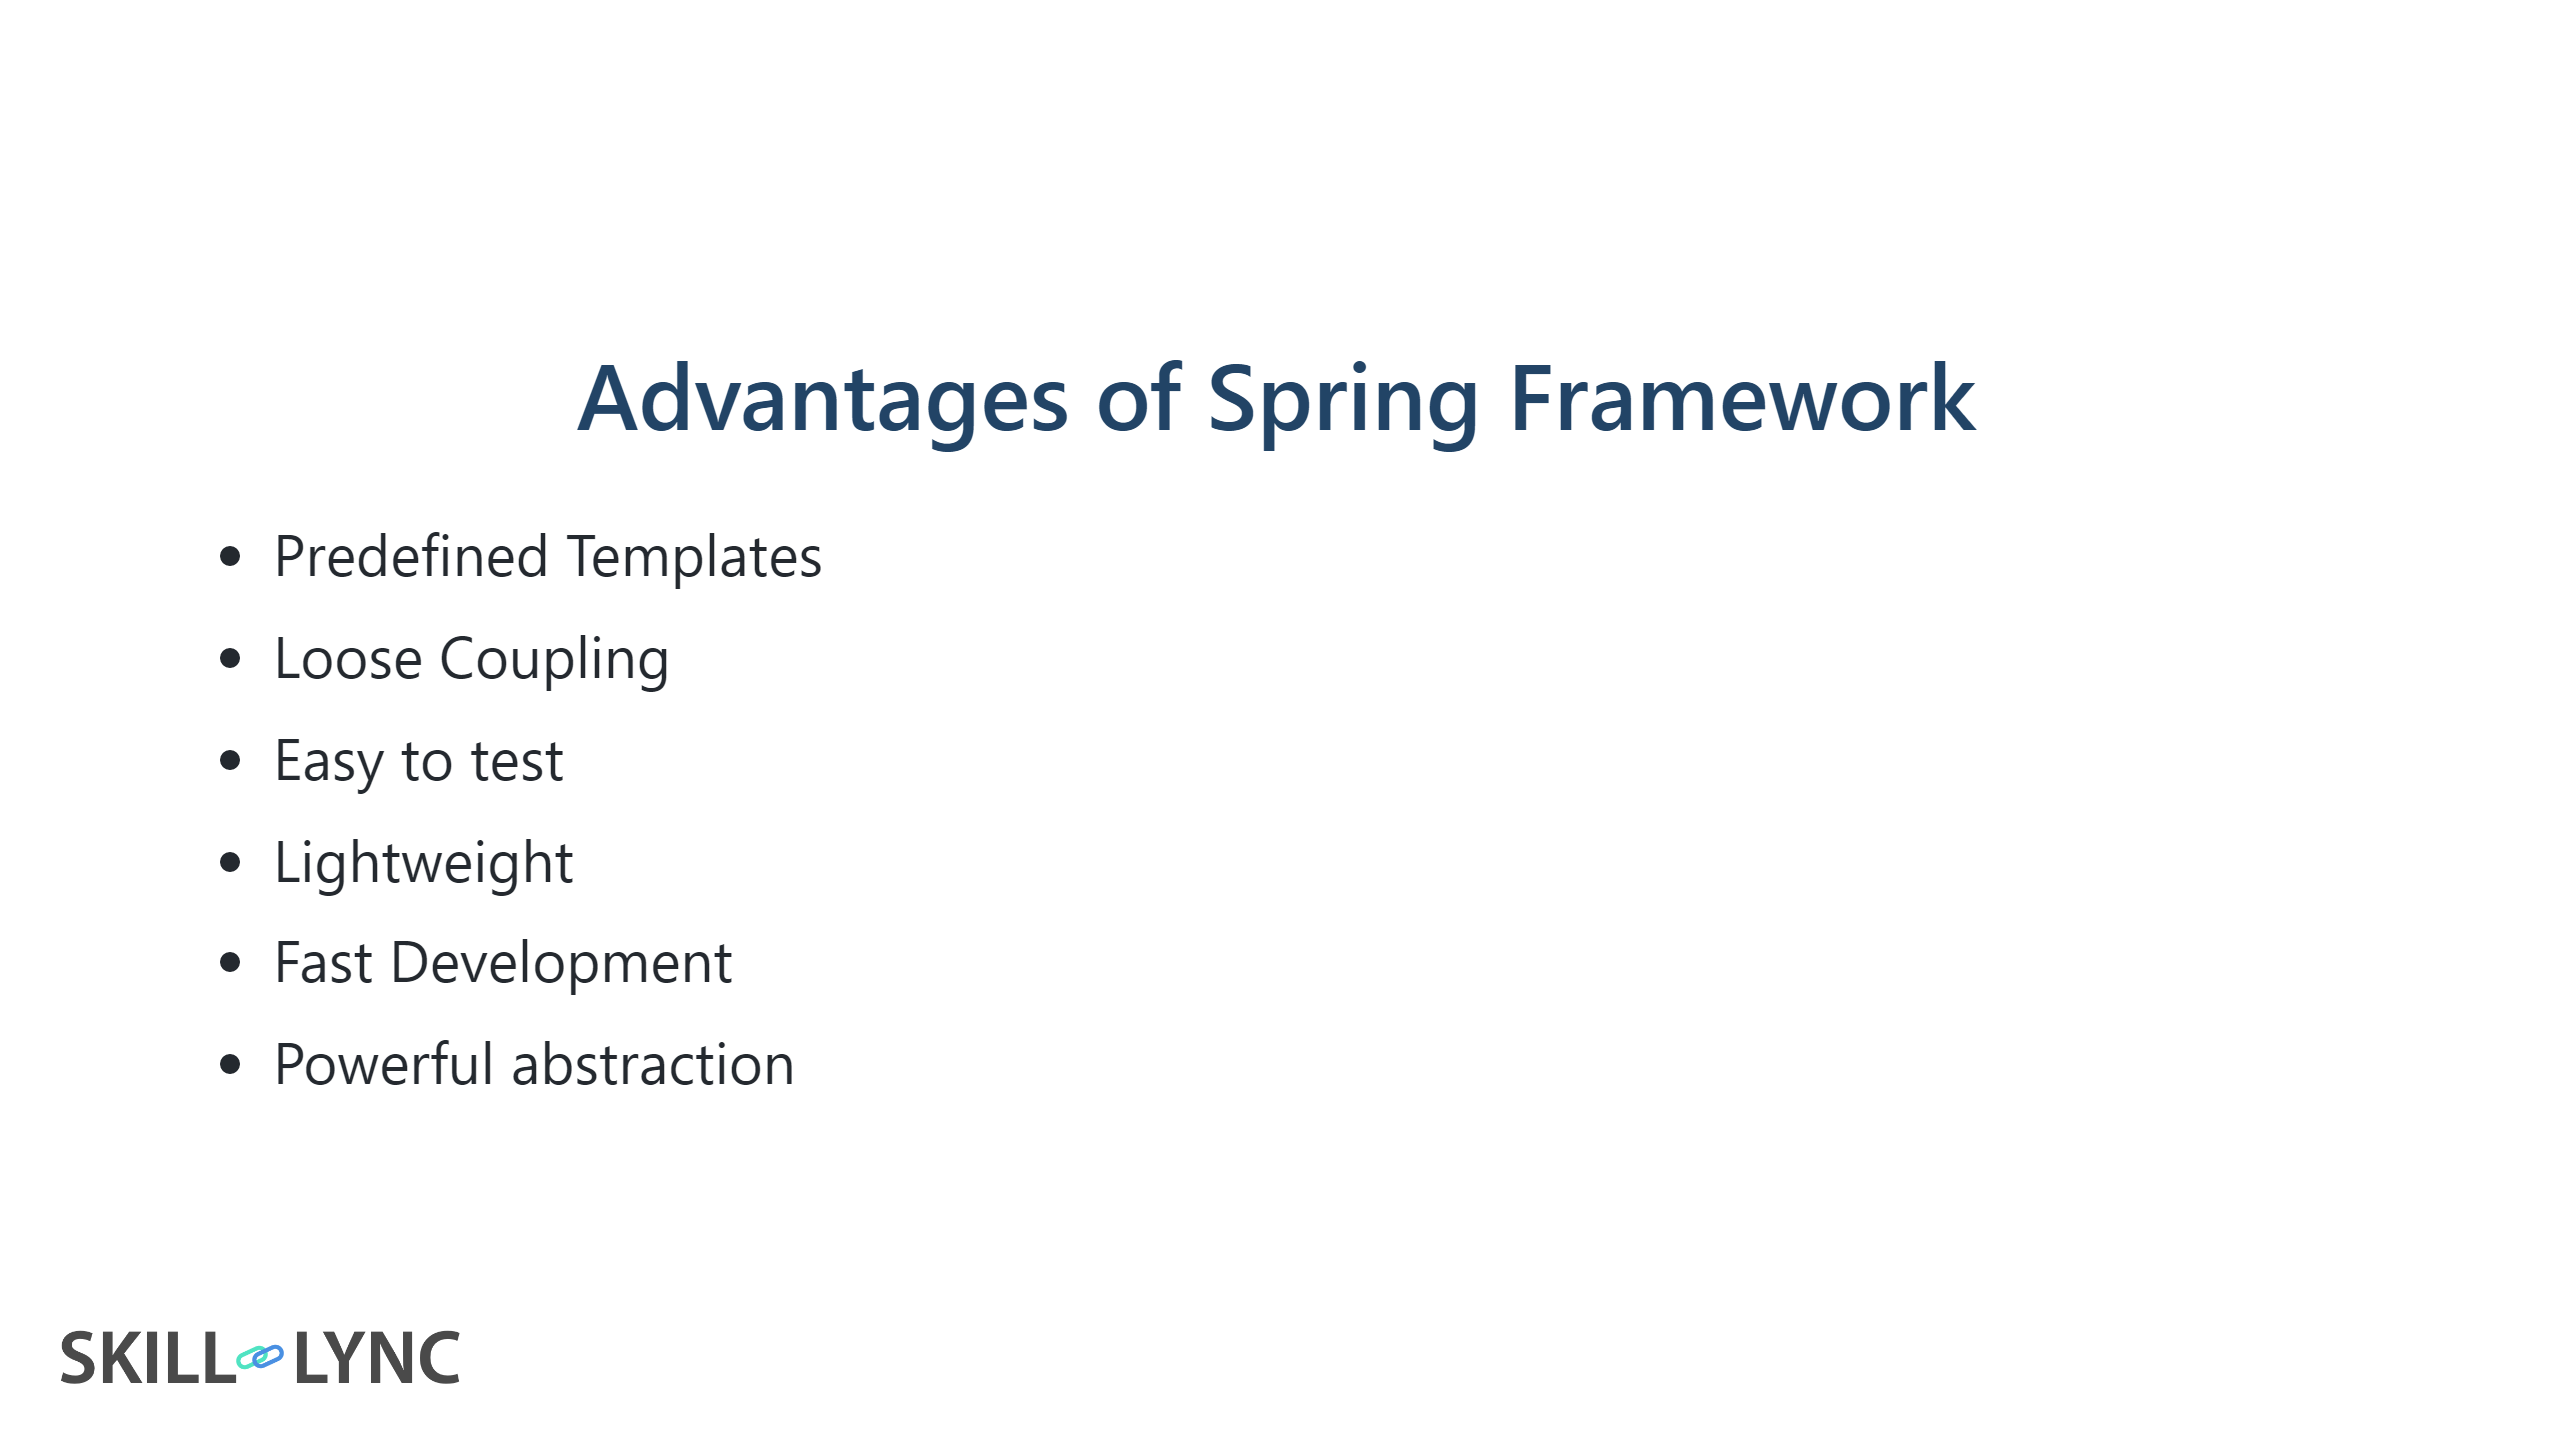 Advantages of Spring Framework
• Predefined Templates
• Loose Coupling
• Easy to test
• Lightweight
• Fast Development
• Powerful abstraction
SKILL LYNC